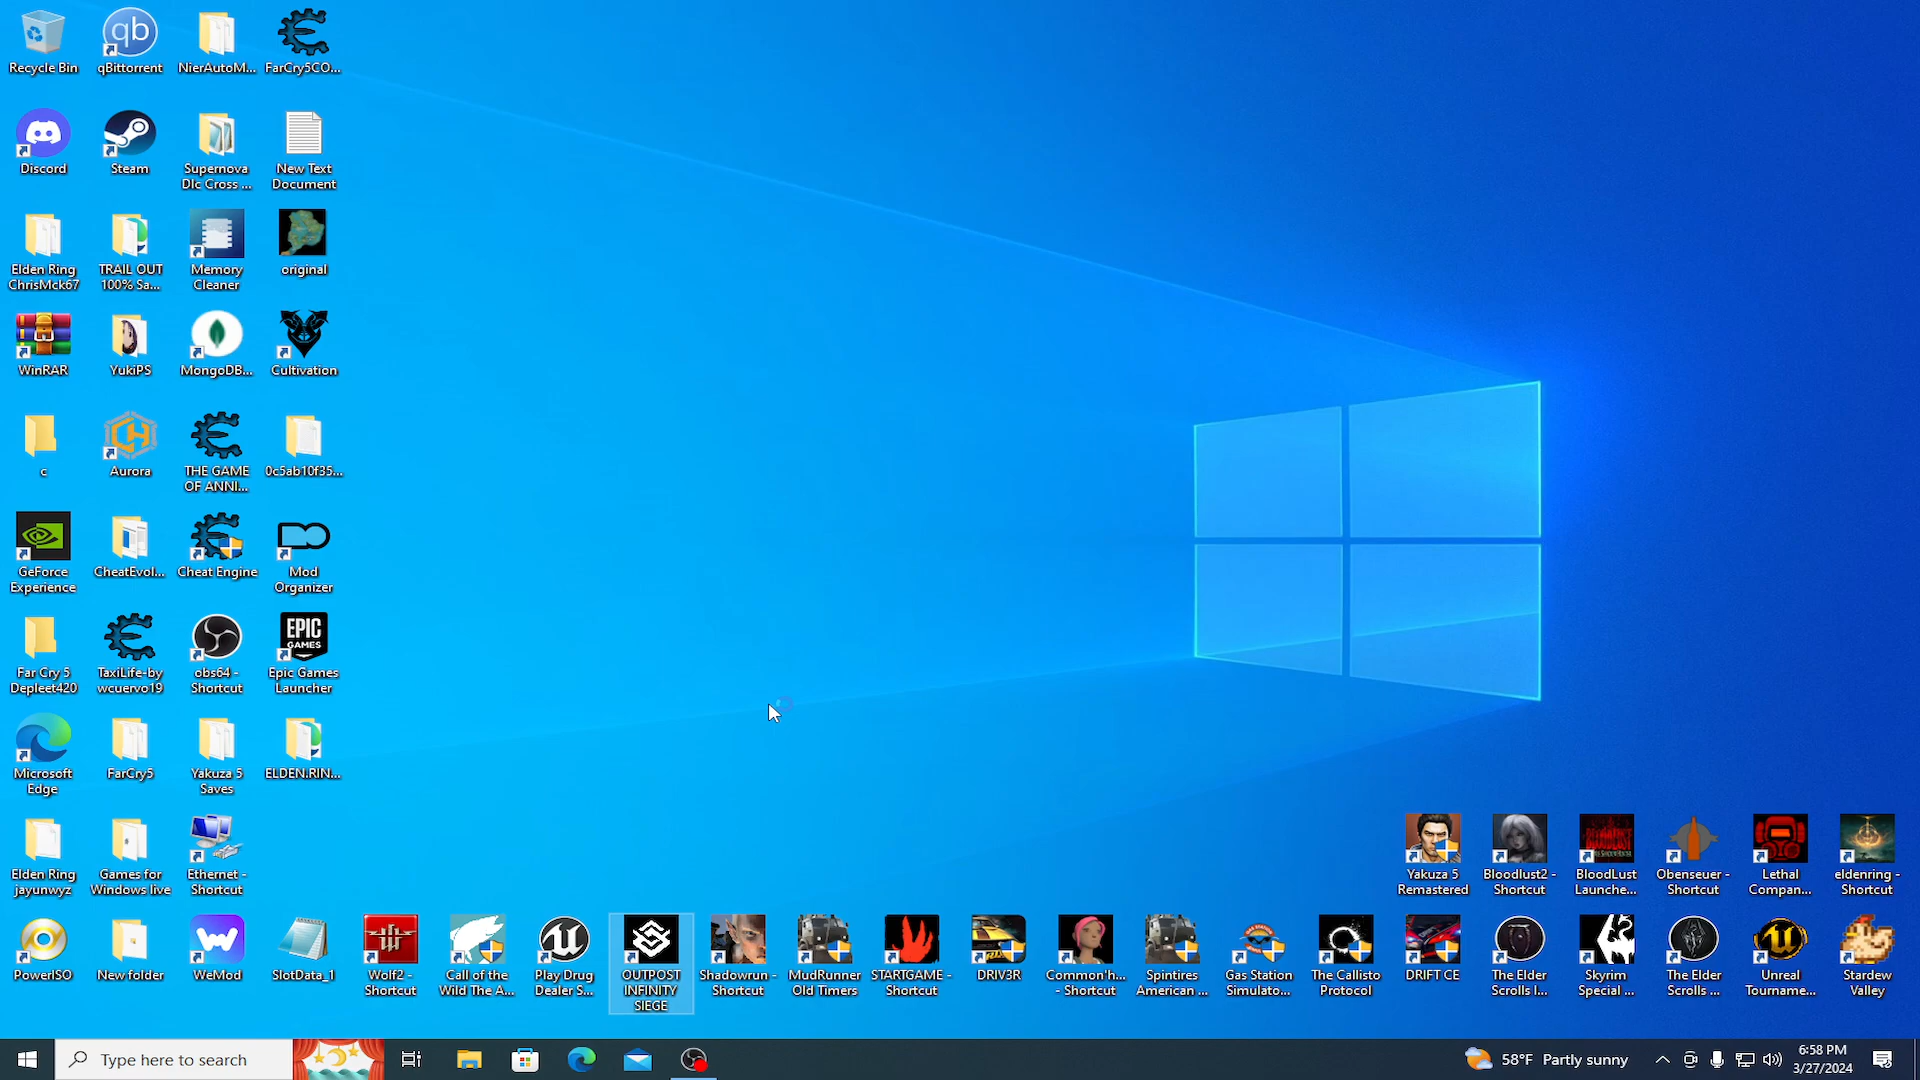 Recycle Bin
qBittorrent
NierAutoM...
FarCry5CO...
Discord
Steam
Supernova
Dlc Cross ...
New Text
Document
Elden Ring
ChrisMck67
TRAIL OUT
100% Sa...
Memory
Cleaner
original
WinRAR
YukiPS
MongoDB...
Cultivation
c
Aurora
THE GAME
OF ANNI...
0c5ab10f35...
GeForce
Experience
CheatEvol...
Cheat Engine
Mod
Organizer
Far Cry 5
Depleet420
TaxiLife-by
wcuervo19
obs64 -
Shortcut
EPIC
GAMES
Epic Games
Launcher
Microsoft
Edge
FarCry5
Yakuza 5
Saves
ELDEN.RIN...
Elden Ring
jayunwyz
Games for
Windows live
Ethernet -
Shortcut
Yakuza 5
Remastered
Bloodlust2 -
Shortcut
BloodLust
Launche...
Obenseuer -
Shortcut
Lethal
Compan...
eldenring -
Shortcut
PowerISO
New folder
WeMod
SlotData_1
Wolf2 -
Shortcut
Call of the
Wild The A...
Play Drug
Dealer S...
OUTPOST
INFINITY
SIEGE
Shadowrun -
Shortcut
MudRunner
Old Timers
STARTGAME -
Shortcut
DRIV3R
Common'h...
- Shortcut
Spintires
American ...
Gas Station
Simulato...
The Callisto
Protocol
DRIFT CE
The Elder
Scrolls I...
Skyrim
Special ...
The Elder
Scrolls ...
Unreal
Tourname...
Stardew
Valley
Type here to search
58°F Partly sunny
6:58 PM
3/27/2024